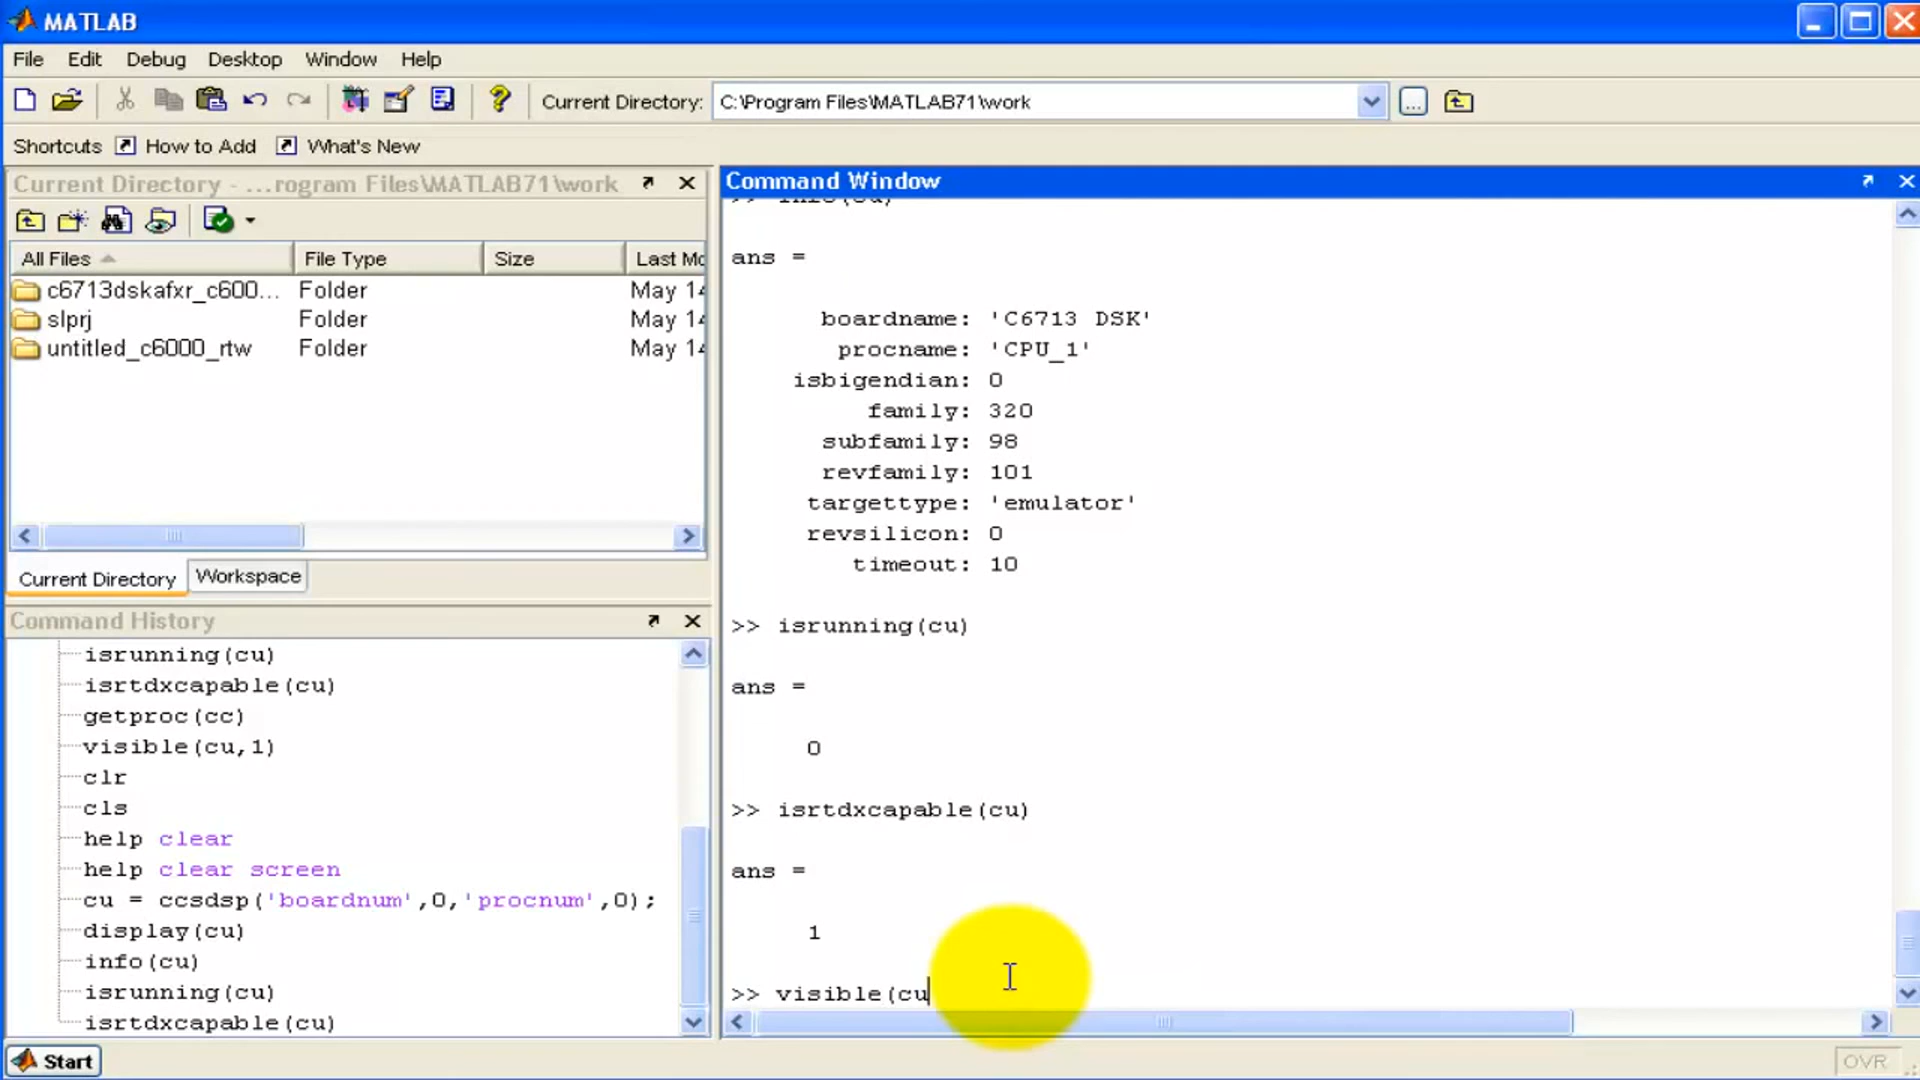 MATLAB
File Edit Debug Desktop Window Help
Current Directory: C:\Program Files\MATLAB71\work
Shortcuts How to Add What's New
Current Directory - ...rogram Files\MATLAB71\work
All Files File Type Size Last Mo
c6713dskafxr_c600... Folder May 14
slprj Folder May 14
untitled_c6000_rtw Folder May 14
Current Directory Workspace
Command History
isrunning(cu)
isrtdxcapable(cu)
getproc(cc)
visible(cu,1)
clr
cls
help clear
help clear screen
cu = ccsdsp('boardnum',0,'procnum',0);
display(cu)
info(cu)
isrunning(cu)
isrtdxcapable(cu)
Command Window
>> info(cu)
ans =
boardname: 'C6713 DSK'
procname: 'CPU_1'
isbigendian: 0
family: 320
subfamily: 98
revfamily: 101
targettype: 'emulator'
revsilicon: 0
timeout: 10
>> isrunning(cu)
ans =
0
>> isrtdxcapable(cu)
ans =
1
>> visible(cu
Start
OVR